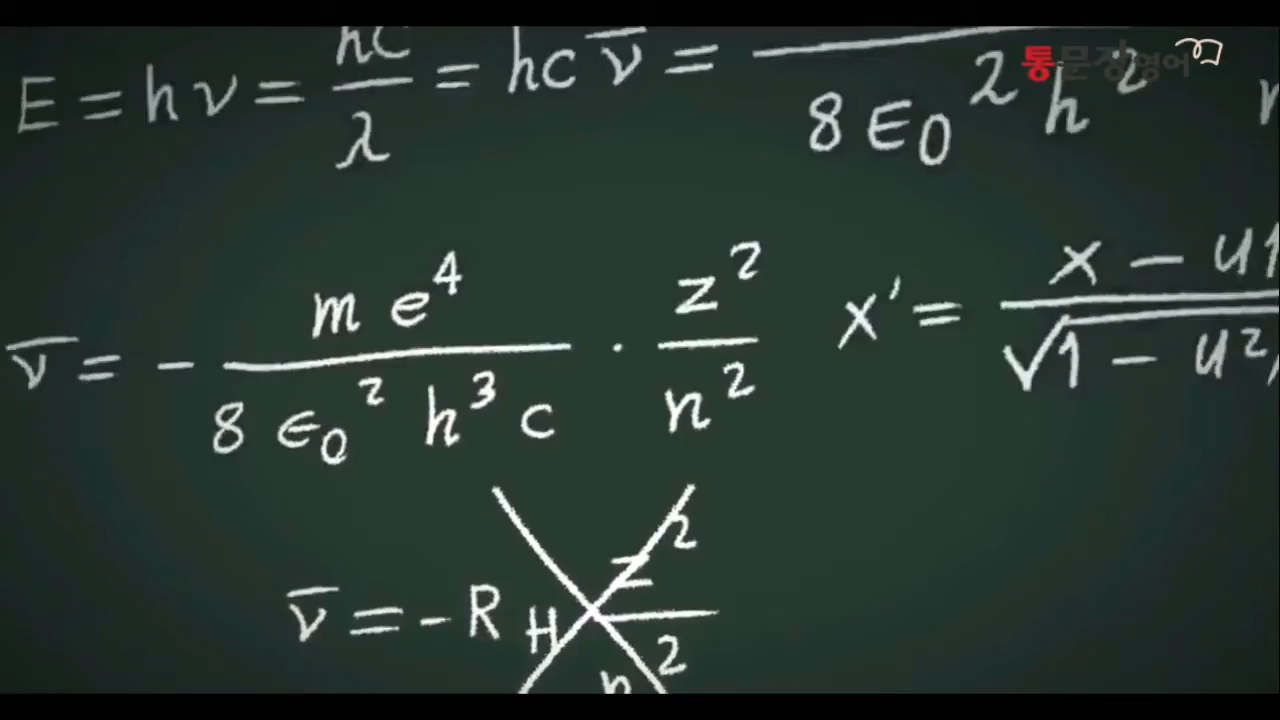 통문장영어
E = hν = hc/λ = hc ν̅ = / 8 ε₀² h²
ν̅ = - m e⁴ / 8 ε₀² h³ c · z² / n²
x' = x - u / √1 - u²/
ν̅ = - R H Z² / n²